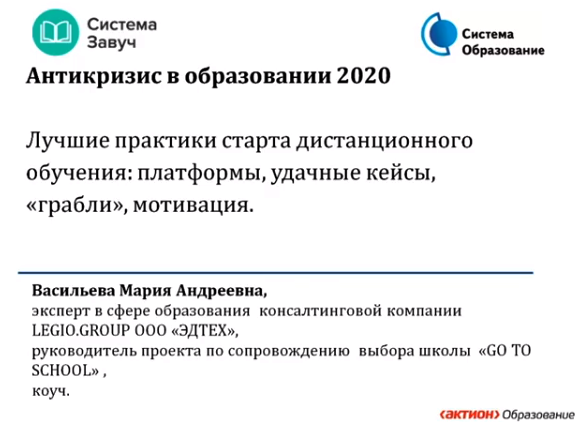 Система
Завуч
Система
Образование
Антикризис в образовании 2020
Лучшие практики старта дистанционного
обучения: платформы, удачные кейсы,
«грабли», мотивация.
Васильева Мария Андреевна,
эксперт в сфере образования консалтинговой компании
LEGIO.GROUP ООО «ЭДТЕХ»,
руководитель проекта по сопровождению выбора школы «GO TO
SCHOOL» ,
коуч.
‹АКТИОН› Образование